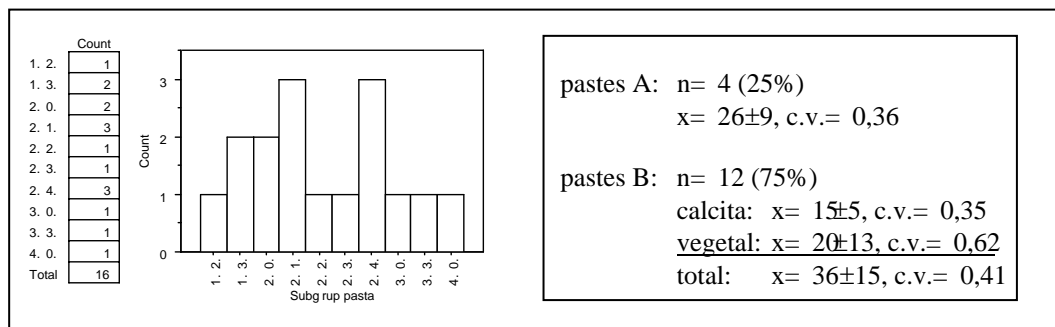 Count
1. 2. 1
1. 3. 2
2. 0. 2
2. 1. 3
2. 2. 1
2. 3. 1
2. 4. 3
3. 0. 1
3. 3. 1
4. 0. 1
Total 16
Count
3
2
1
0
1. 2.
1. 3.
2. 0.
2. 1.
2. 2.
2. 3.
2. 4.
3. 0.
3. 3.
4. 0.
Subg rup pasta
pastes A: n= 4 (25%)
x= 26±9, c.v.= 0,36
pastes B: n= 12 (75%)
calcita: x= 15±5, c.v.= 0,35
vegetal: x= 20±13, c.v.= 0,62
total: x= 36±15, c.v.= 0,41